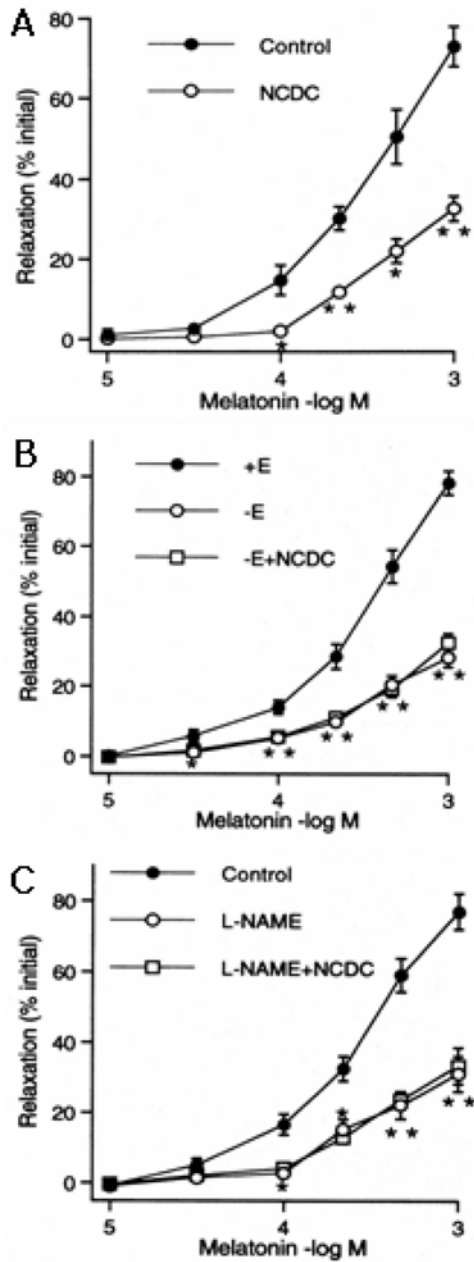 A
80
60
40
20
0
Relaxation (% initial)
Control
NCDC
* ** * **
5 4 3
Melatonin -log M
B
80
60
40
20
0
Relaxation (% initial)
+E
-E
-E+NCDC
* ** ** ** **
5 4 3
Melatonin -log M
C
80
60
40
20
0
Relaxation (% initial)
Control
L-NAME
L-NAME+NCDC
* * ** **
5 4 3
Melatonin -log M